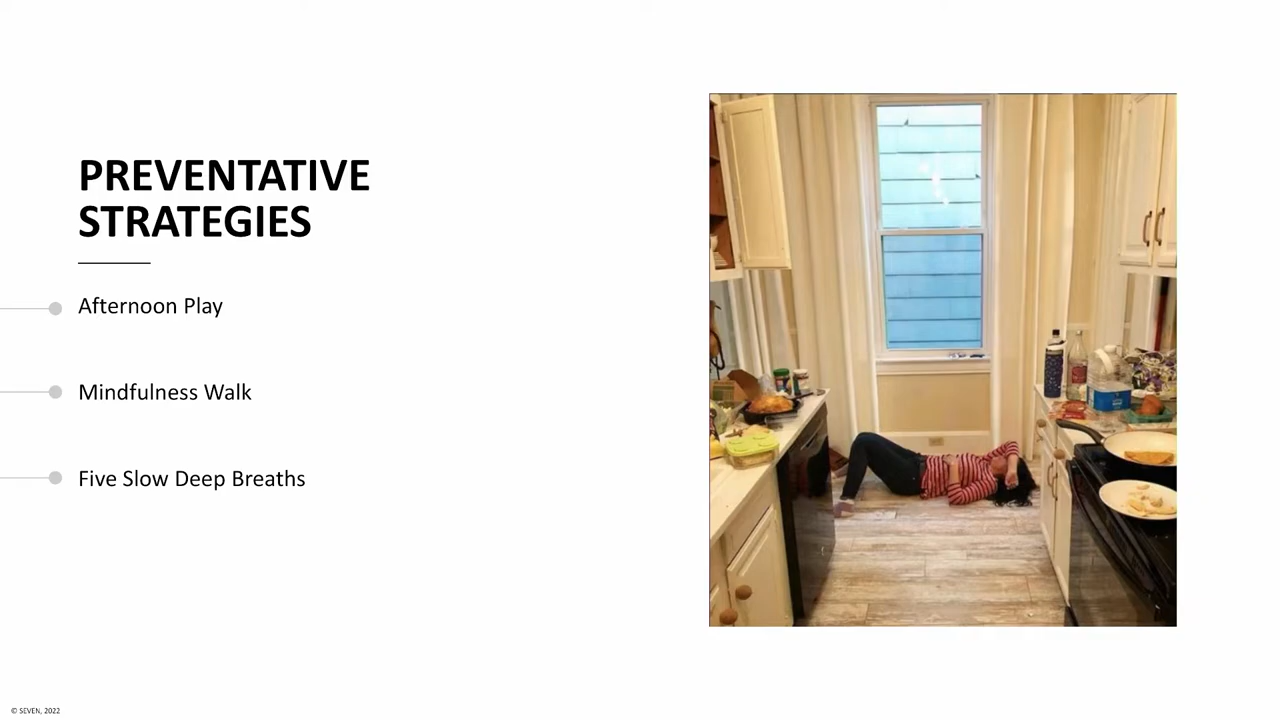 PREVENTATIVE
STRATEGIES
Afternoon Play
Mindfulness Walk
Five Slow Deep Breaths
© SEVEN, 2022